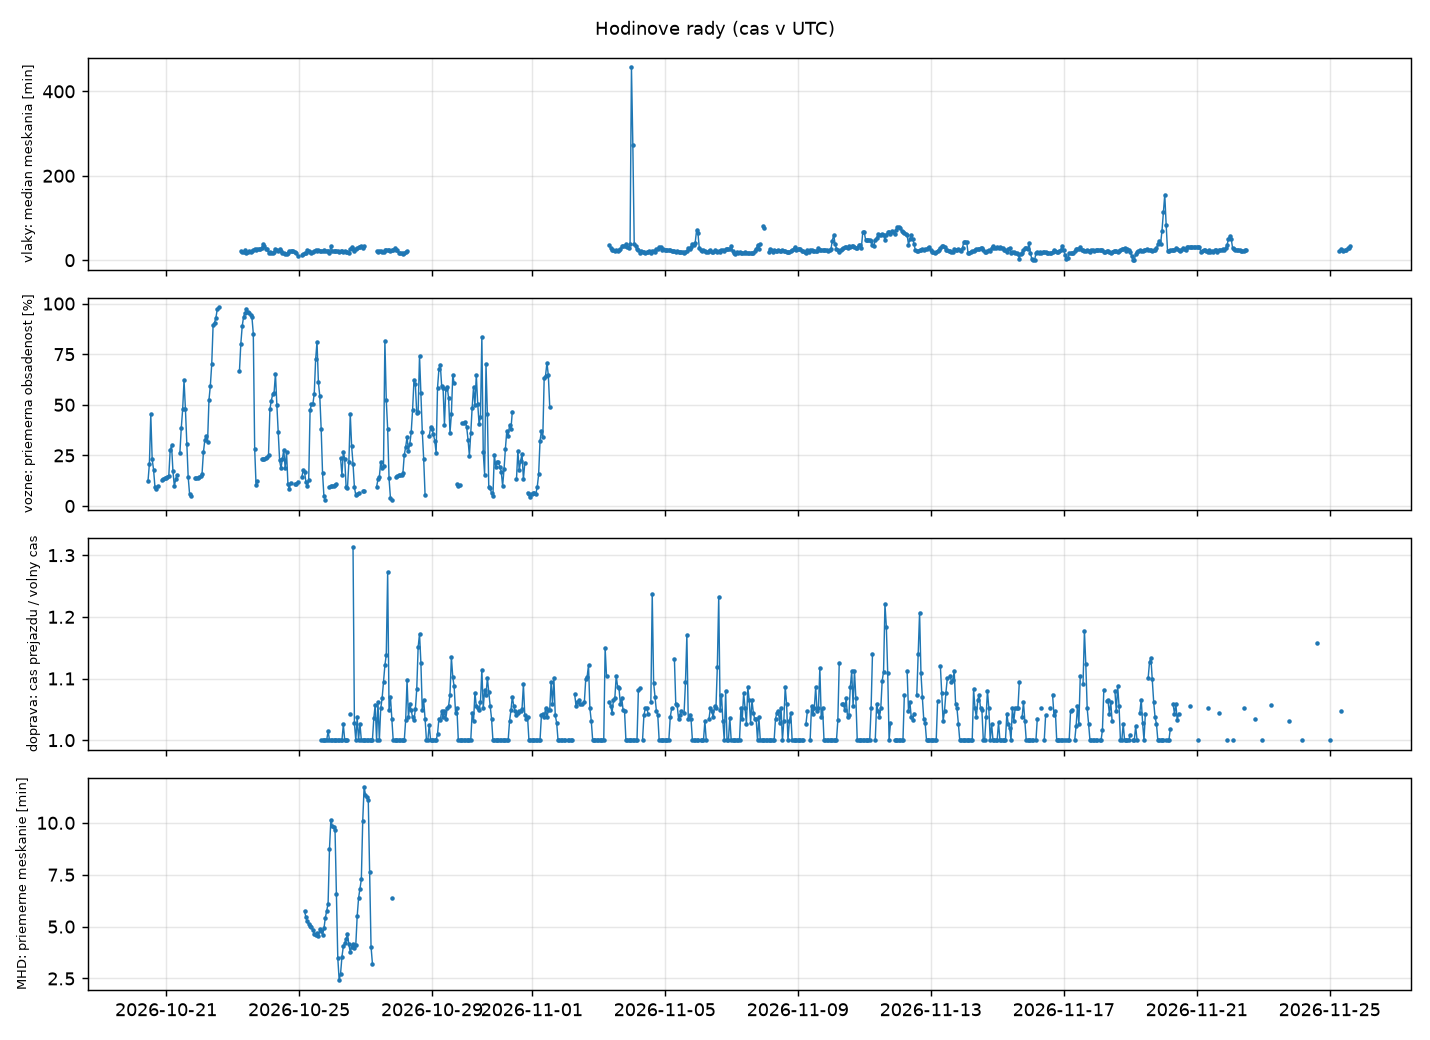 Hodinove rady (cas v UTC)
vlaky: median meskania [min]
400
200
0
vozne: priemerna obsadenost [%]
100
75
50
25
0
doprava: cas prejazdu / volny cas
1.3
1.2
1.1
1.0
MHD: priemerne meskanie [min]
10.0
7.5
5.0
2.5
2026-10-21 2026-10-25 2026-10-29 2026-11-01 2026-11-05 2026-11-09 2026-11-13 2026-11-17 2026-11-21 2026-11-25